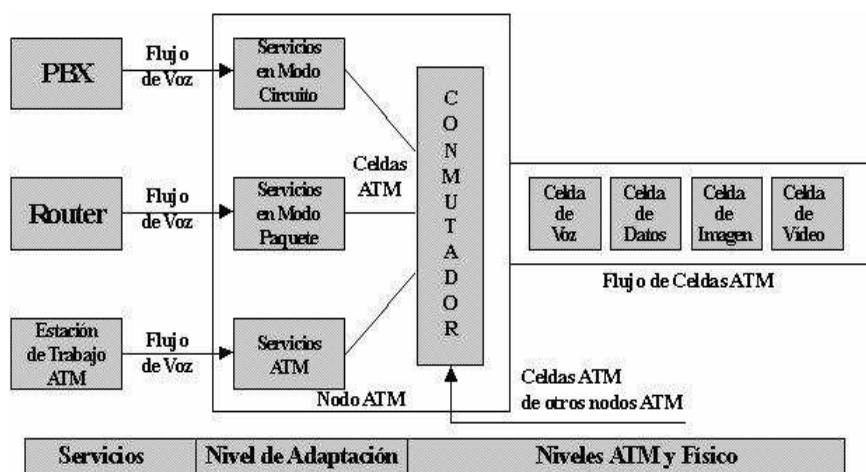 PBX
Flujo
de Voz
Servicios
en Modo
Circuito
Router
Flujo
de Voz
Servicios
en Modo
Paquete
Estación
de Trabajo
ATM
Flujo
de Voz
Servicios
ATM
Celdas
ATM
C
O
N
M
U
T
A
D
O
R
Nodo ATM
Celda
de
Voz
Celda
de
Datos
Celda
de
Imagen
Celda
de
Vídeo
Flujo de Celdas ATM
Celdas ATM
de otros nodos ATM
Servicios
Nivel de Adaptación
Niveles ATM y Físico